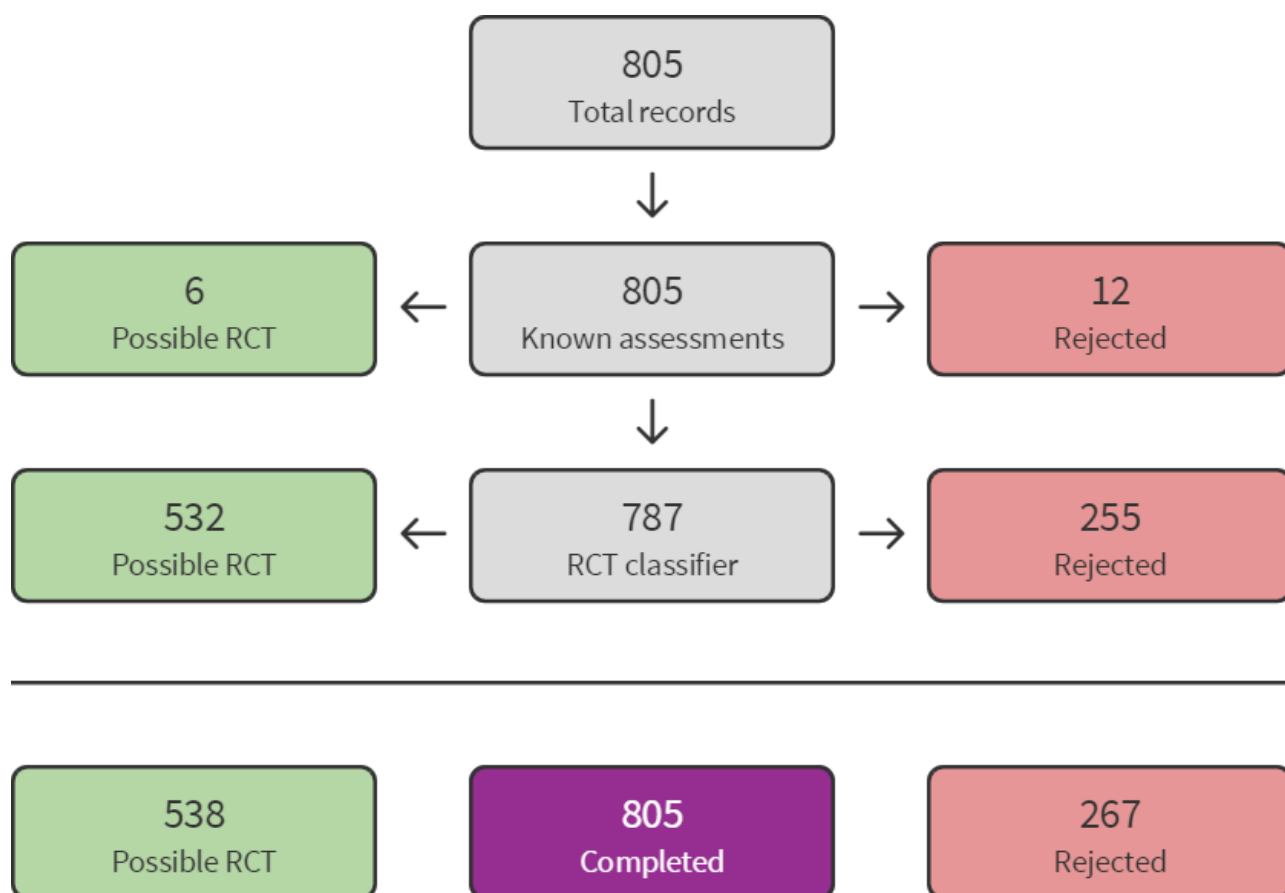 805
Total records
6
Possible RCT
805
Known assessments
12
Rejected
532
Possible RCT
787
RCT classifier
255
Rejected
538
Possible RCT
805
Completed
267
Rejected